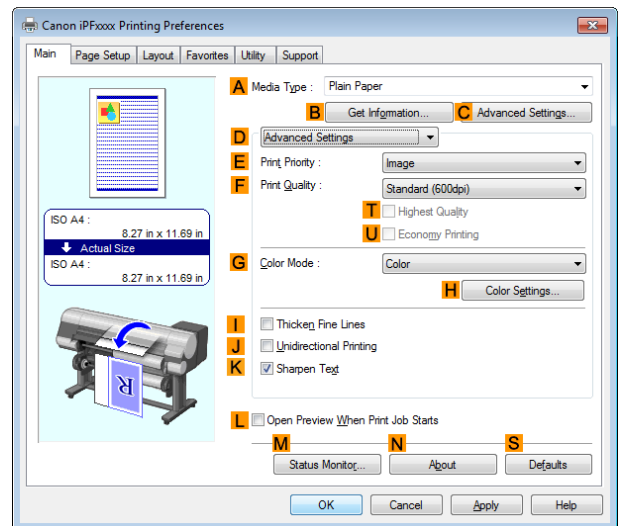 Canon iPFxxxx Printing Preferences
Main Page Setup Layout Favorites Utility Support
A Media Type : Plain Paper
B Get Information... C Advanced Settings...
D Advanced Settings
E Print Priority : Image
F Print Quality : Standard (600dpi)
T Highest Quality
U Economy Printing
ISO A4 :
8.27 in x 11.69 in
Actual Size
ISO A4 :
8.27 in x 11.69 in
G Color Mode : Color
H Color Settings...
I Thicken Fine Lines
J Unidirectional Printing
K Sharpen Text
R
L Open Preview When Print Job Starts
M N S
Status Monitor... About Defaults
OK Cancel Apply Help